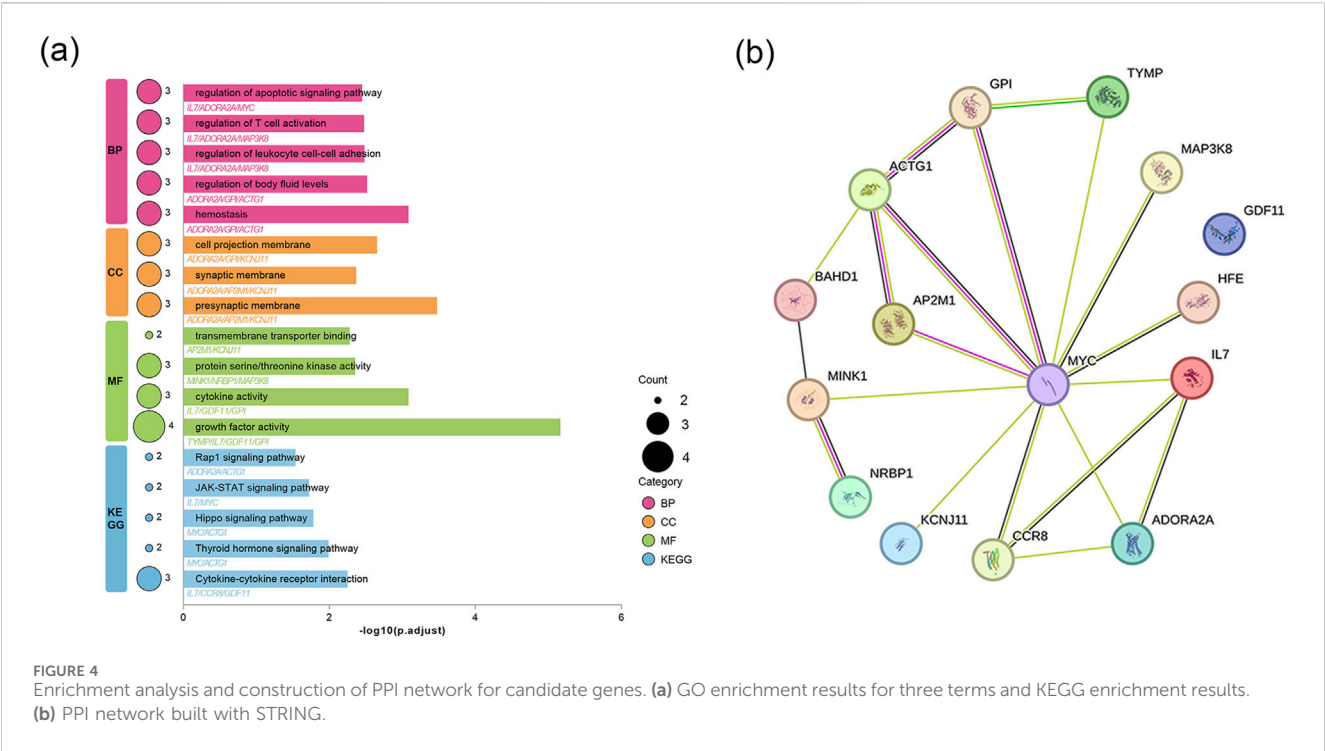 (a)
BP
3 regulation of apoptotic signaling pathway
IL7/ADORA2A/MYC
3 regulation of T cell activation
IL7/ADORA2A/MAP3K8
3 regulation of leukocyte cell-cell adhesion
IL7/ADORA2A/MAP3K8
3 regulation of body fluid levels
ADORA2A/GPI/ACTG1
3 hemostasis
ADORA2A/GPI/ACTG1
CC
3 cell projection membrane
ADORA2A/GPI/KCNJ11
3 synaptic membrane
ADORA2A/AP2M1/KCNJ11
3 presynaptic membrane
ADORA2A/AP2M1/KCNJ11
MF
2 transmembrane transporter binding
AP2M1/KCNJ11
3 protein serine/threonine kinase activity
MINK1/NRBP1/MAP3K8
3 cytokine activity
IL7/GDF11/GPI
4 growth factor activity
TYMP/IL7/GDF11/GPI
KE
GG
2 Rap1 signaling pathway
ADORA2A/ACTG1
2 JAK-STAT signaling pathway
IL7/MYC
2 Hippo signaling pathway
MYC/ACTG1
2 Thyroid hormone signaling pathway
MYC/ACTG1
3 Cytokine-cytokine receptor interaction
IL7/CCR8/GDF11
0 2 4 6
-log10(p.adjust)
Count
2
3
4
Category
BP
CC
MF
KEGG
(b)
GPI
TYMP
ACTG1
MAP3K8
GDF11
BAHD1
AP2M1
HFE
MYC
IL7
MINK1
NRBP1
KCNJ11
CCR8
ADORA2A
FIGURE 4
Enrichment analysis and construction of PPI network for candidate genes. (a) GO enrichment results for three terms and KEGG enrichment results.
(b) PPI network built with STRING.